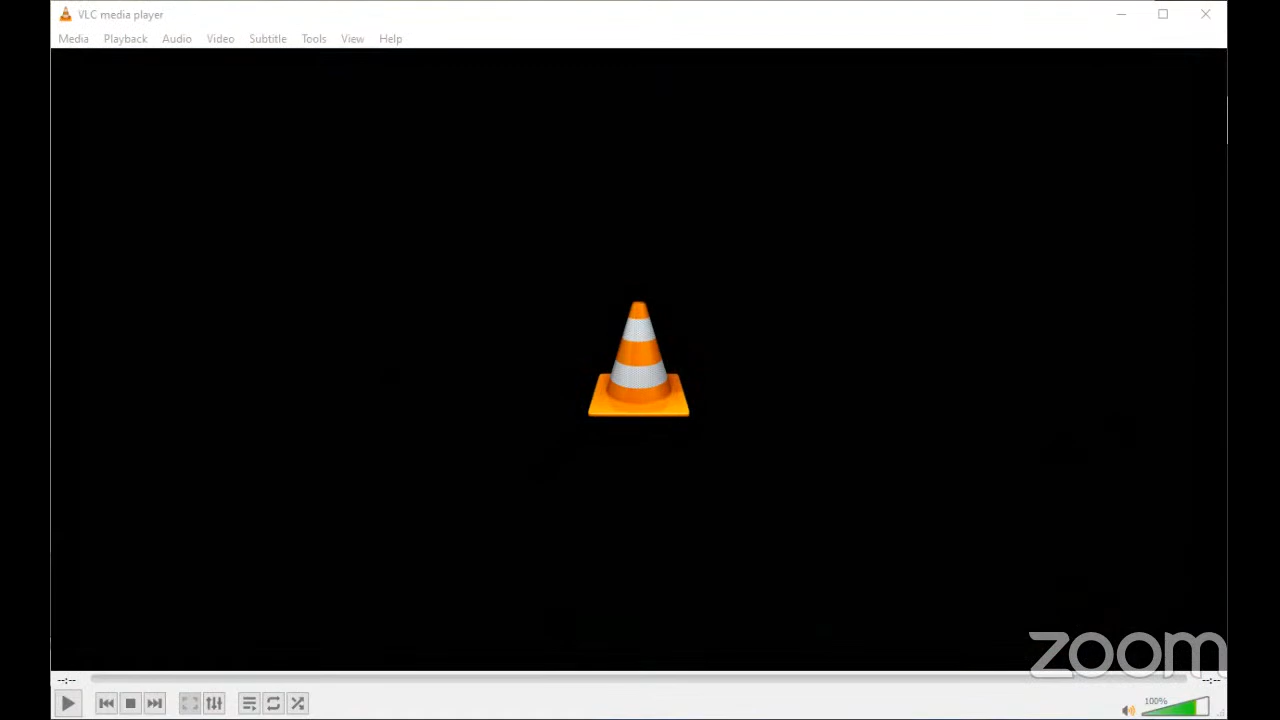 VLC media player
Media Playback Audio Video Subtitle Tools View Help
zoom
--:-- --:--
100%